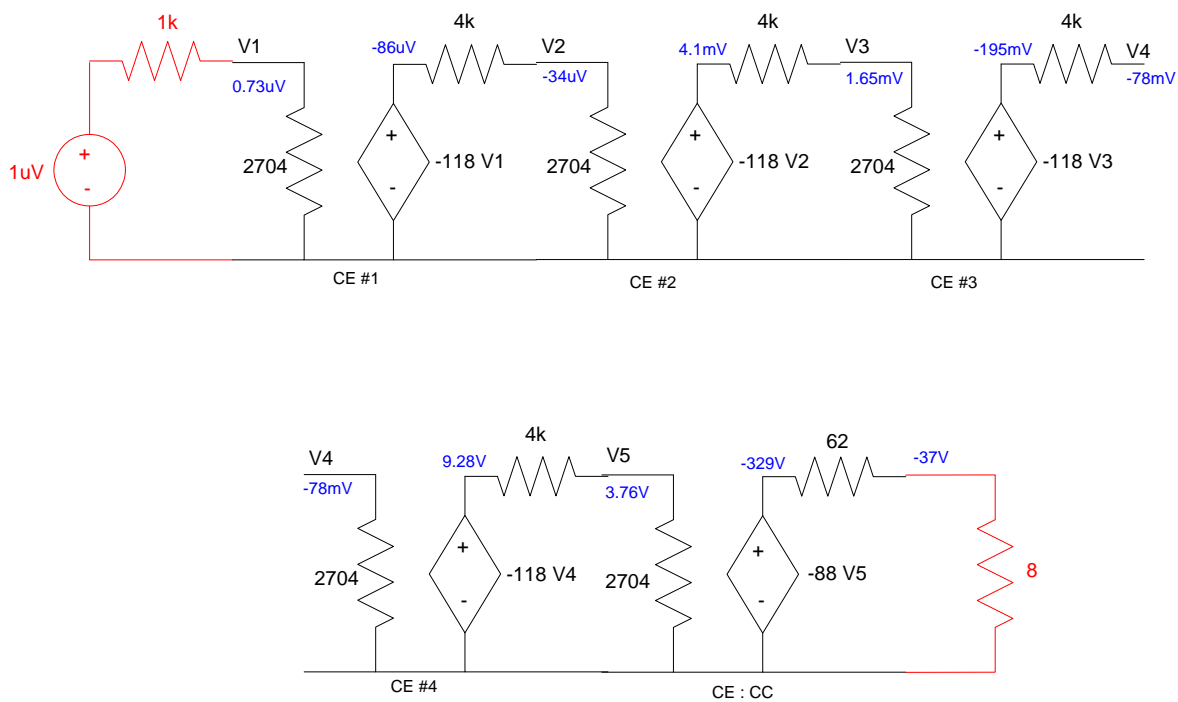 1k
4k
4k
4k
V1
-86uV
V2
4.1mV
V3
-195mV
V4
0.73uV
-34uV
1.65mV
-78mV
+
+
+
+
1uV
2704
-118 V1
2704
-118 V2
2704
-118 V3
-
-
-
-
CE #1
CE #2
CE #3
4k
62
V4
9.28V
V5
-329V
-37V
-78mV
3.76V
+
+
2704
-118 V4
2704
-88 V5
8
-
-
CE #4
CE : CC